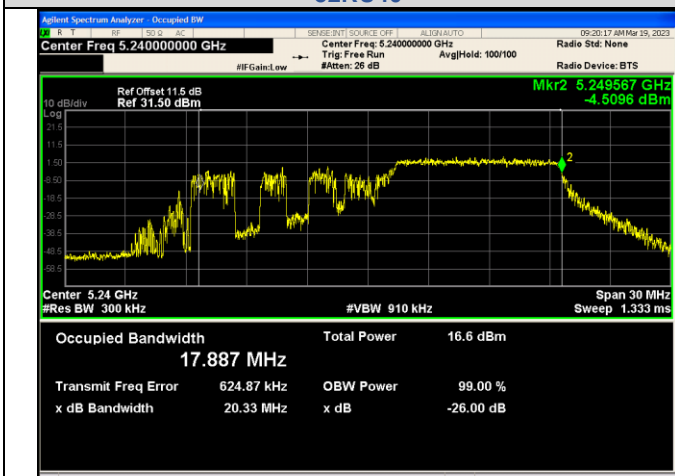 Agilent Spectrum Analyzer - Occupied BW
R T RF 50 Ω AC SENSE:INT SOURCE OFF ALIGN AUTO 09:20:17 AM Mar 19, 2023
Center Freq 5.240000000 GHz Center Freq: 5.240000000 GHz Radio Std: None
Trig: Free Run Avg|Hold: 100/100
#IFGain:Low #Atten: 26 dB Radio Device: BTS
Ref Offset 11.5 dB Mkr2 5.249567 GHz
10 dB/div Ref 31.50 dBm -4.5096 dBm
Log
21.5
11.5
1.50
-8.50
-18.5
-28.5
-38.5
-48.5
-58.5
2
Center 5.24 GHz Span 30 MHz
#Res BW 300 kHz #VBW 910 kHz Sweep 1.333 ms
Occupied Bandwidth Total Power 16.6 dBm
17.887 MHz
Transmit Freq Error 624.87 kHz OBW Power 99.00 %
x dB Bandwidth 20.33 MHz x dB -26.00 dB